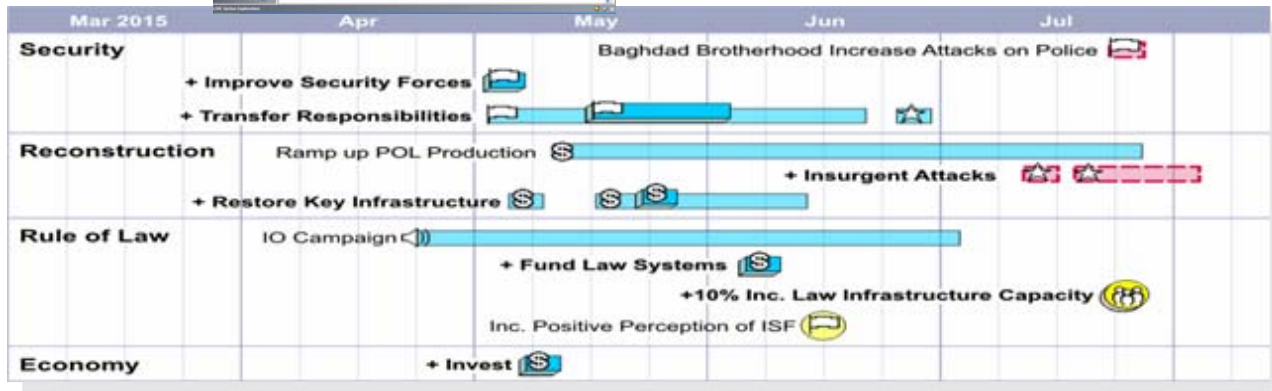 Mar 2015 Apr May Jun Jul
Security
Baghdad Brotherhood Increase Attacks on Police
+ Improve Security Forces
+ Transfer Responsibilities
Reconstruction
Ramp up POL Production
+ Insurgent Attacks
+ Restore Key Infrastructure
Rule of Law
IO Campaign
+ Fund Law Systems
+10% Inc. Law Infrastructure Capacity
Inc. Positive Perception of ISF
Economy
+ Invest